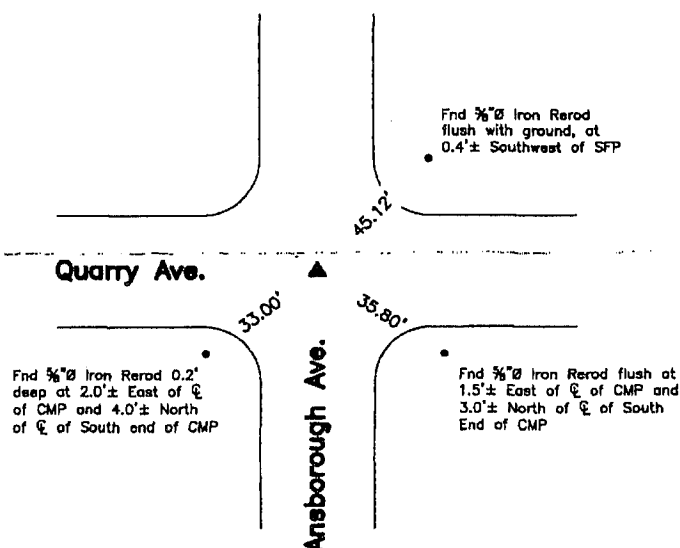 Fnd ⅝"Ø Iron Rerod
flush with ground, at
0.4'± Southwest of SFP
45.12'
Quarry Ave.
33.00'
35.80'
Fnd ⅝"Ø Iron Rerod 0.2'
deep at 2.0'± East of ℄
of CMP and 4.0'± North
of ℄ of South end of CMP
Ansborough Ave.
Fnd ⅝"Ø Iron Rerod flush at
1.5'± East of ℄ of CMP and
3.0'± North of ℄ of South
End of CMP